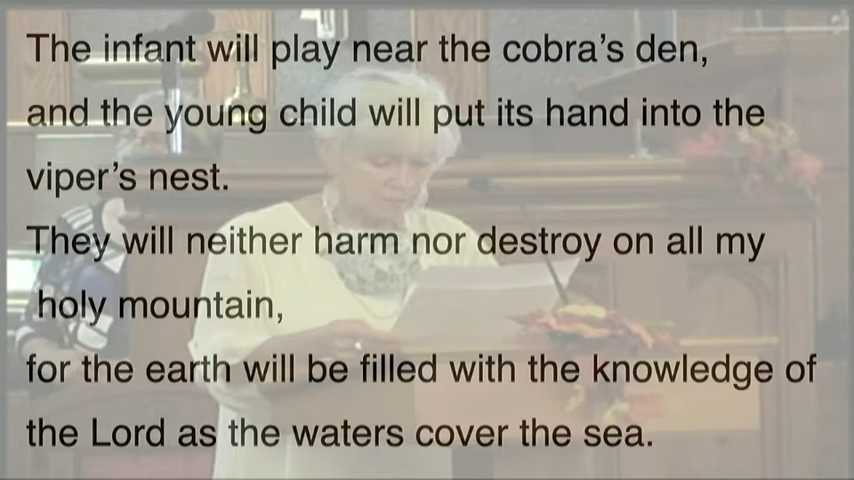 The infant will play near the cobra's den,
and the young child will put its hand into the
viper's nest.
They will neither harm nor destroy on all my
holy mountain,
for the earth will be filled with the knowledge of
the Lord as the waters cover the sea.